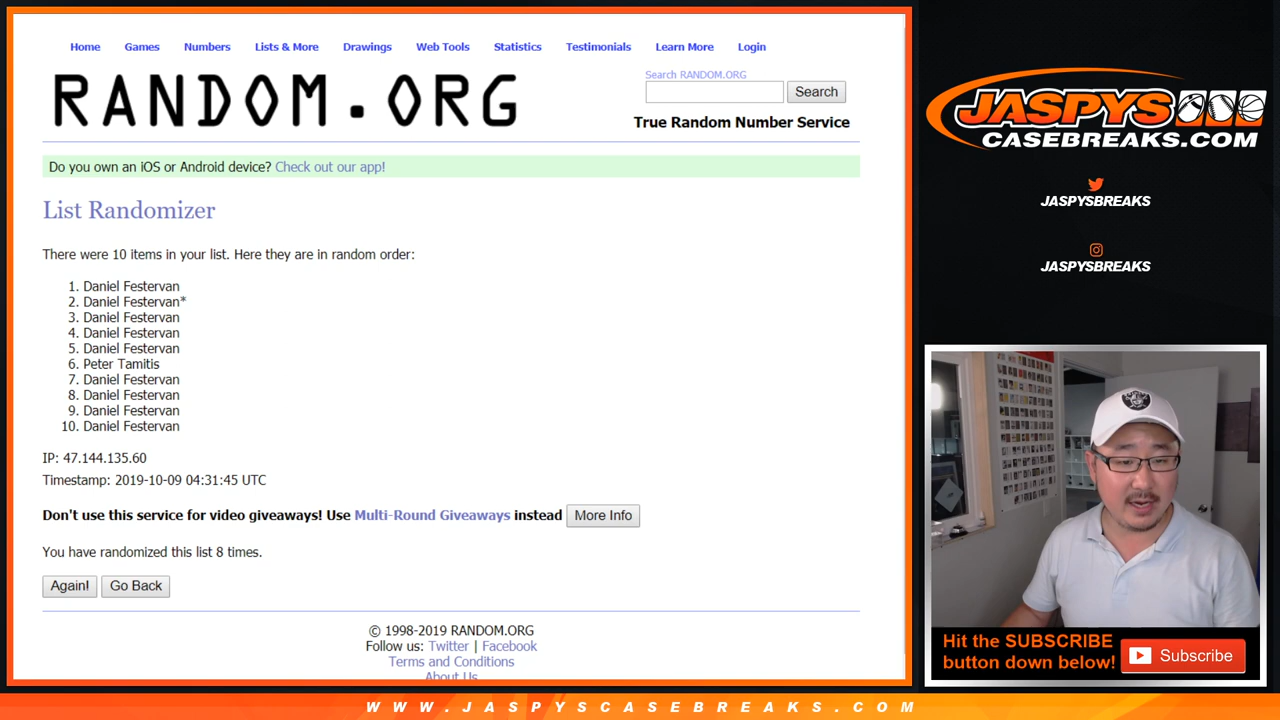 Home Games Numbers Lists & More Drawings Web Tools Statistics Testimonials Learn More Login
RANDOM.ORG
Search RANDOM.ORG
Search
True Random Number Service
Do you own an iOS or Android device? Check out our app!
List Randomizer
There were 10 items in your list. Here they are in random order:
1. Daniel Festervan
2. Daniel Festervan*
3. Daniel Festervan
4. Daniel Festervan
5. Daniel Festervan
6. Peter Tamitis
7. Daniel Festervan
8. Daniel Festervan
9. Daniel Festervan
10. Daniel Festervan
IP: 47.144.135.60
Timestamp: 2019-10-09 04:31:45 UTC
Don't use this service for video giveaways! Use Multi-Round Giveaways instead More Info
You have randomized this list 8 times.
Again! Go Back
© 1998-2019 RANDOM.ORG
Follow us: Twitter | Facebook
Terms and Conditions
About Us
JASPYS
CASEBREAKS.COM
JASPYSBREAKS
JASPYSBREAKS
Hit the SUBSCRIBE
button down below!
Subscribe
WWW.JASPYSCASEBREAKS.COM